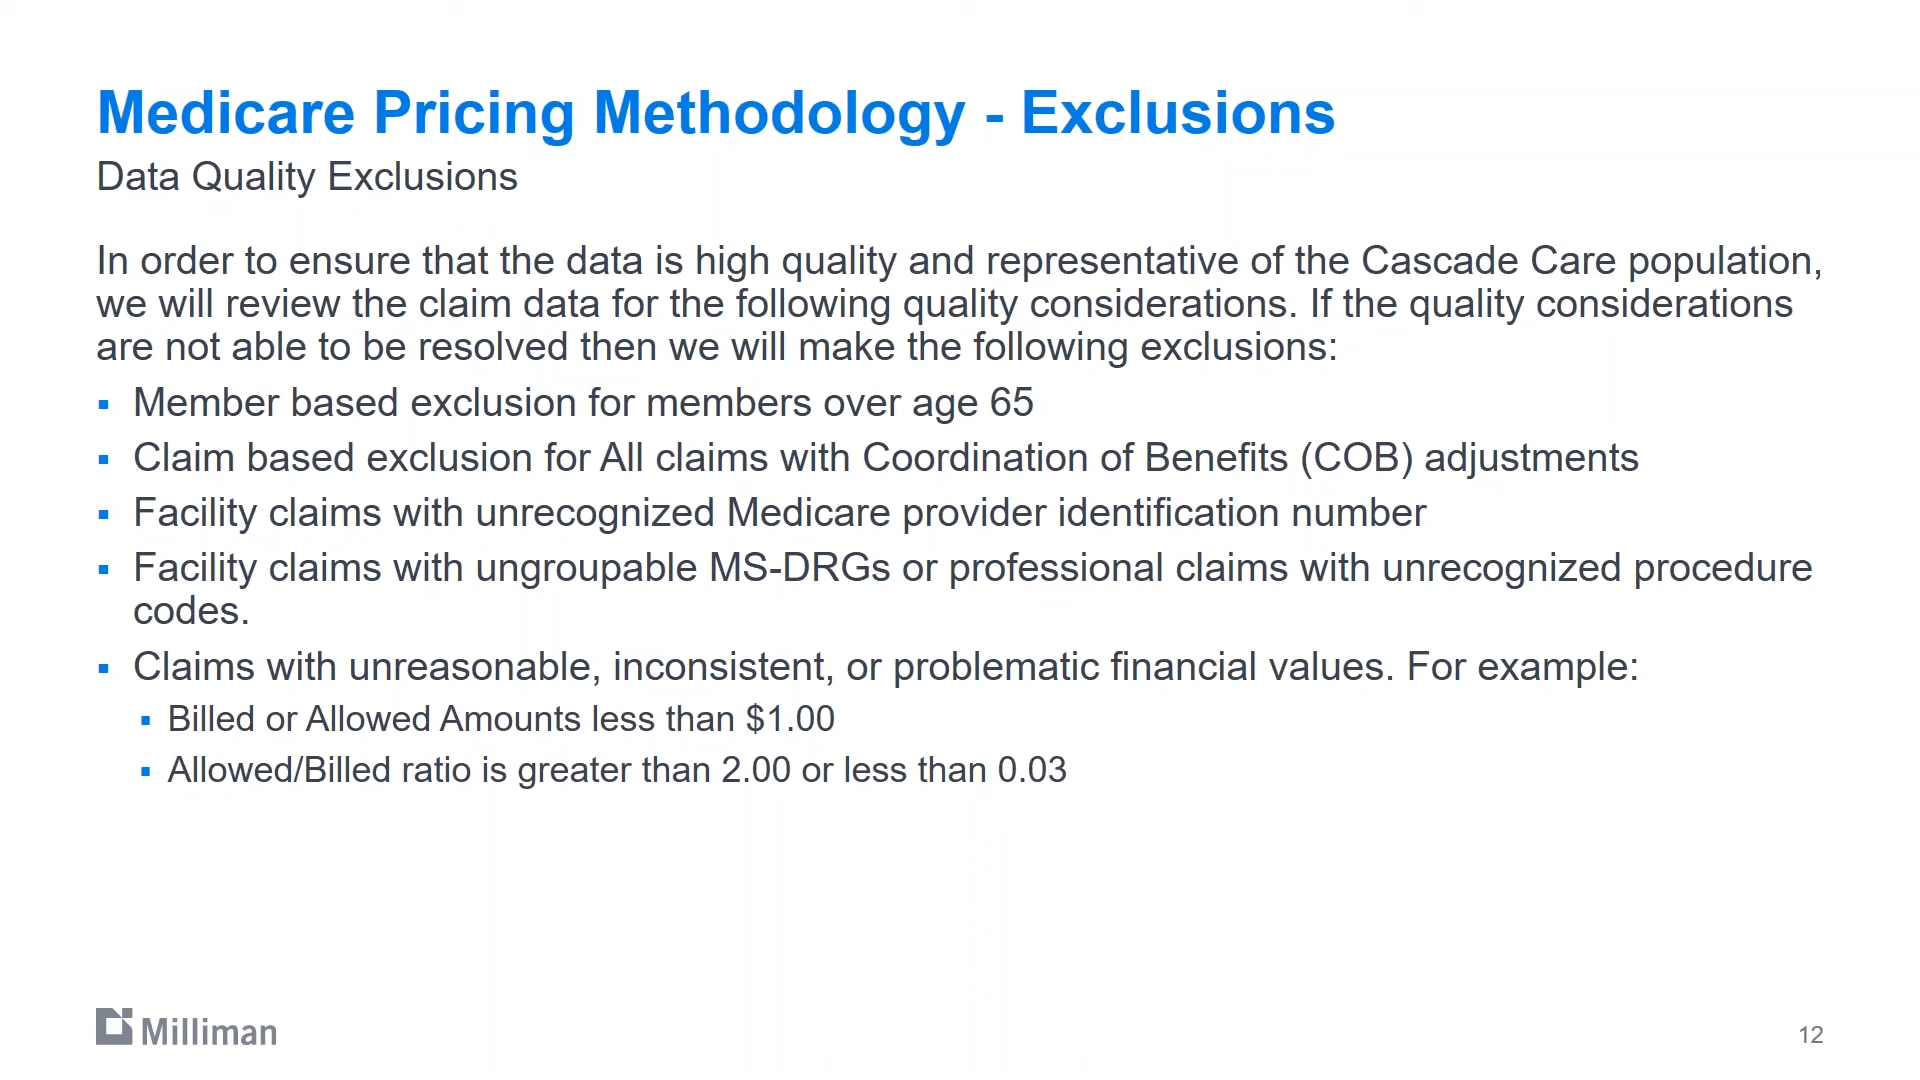 Medicare Pricing Methodology - Exclusions
Data Quality Exclusions
In order to ensure that the data is high quality and representative of the Cascade Care population,
we will review the claim data for the following quality considerations. If the quality considerations
are not able to be resolved then we will make the following exclusions:
▪ Member based exclusion for members over age 65
▪ Claim based exclusion for All claims with Coordination of Benefits (COB) adjustments
▪ Facility claims with unrecognized Medicare provider identification number
▪ Facility claims with ungroupable MS-DRGs or professional claims with unrecognized procedure
codes.
▪ Claims with unreasonable, inconsistent, or problematic financial values. For example:
▪ Billed or Allowed Amounts less than $1.00
▪ Allowed/Billed ratio is greater than 2.00 or less than 0.03
Milliman
12